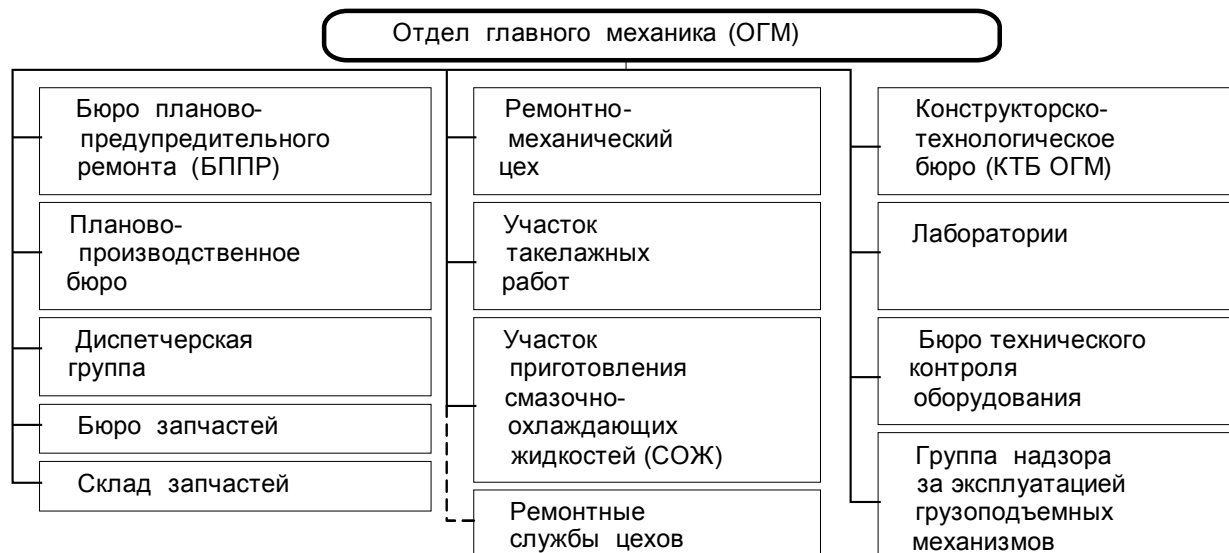 Отдел главного механика (ОГМ)
Бюро планово-
предупредительного
ремонта (БППР)
Планово-
производственное
бюро
Диспетчерская
группа
Бюро запчастей
Склад запчастей
Ремонтно-
механический
цех
Участок
такелажных
работ
Участок
приготовления
смазочно-
охлаждающих
жидкостей (СОЖ)
Ремонтные
службы цехов
Конструкторско-
технологическое
бюро (КТБ ОГМ)
Лаборатории
Бюро технического
контроля
оборудования
Группа надзора
за эксплуатацией
грузоподъемных
механизмов